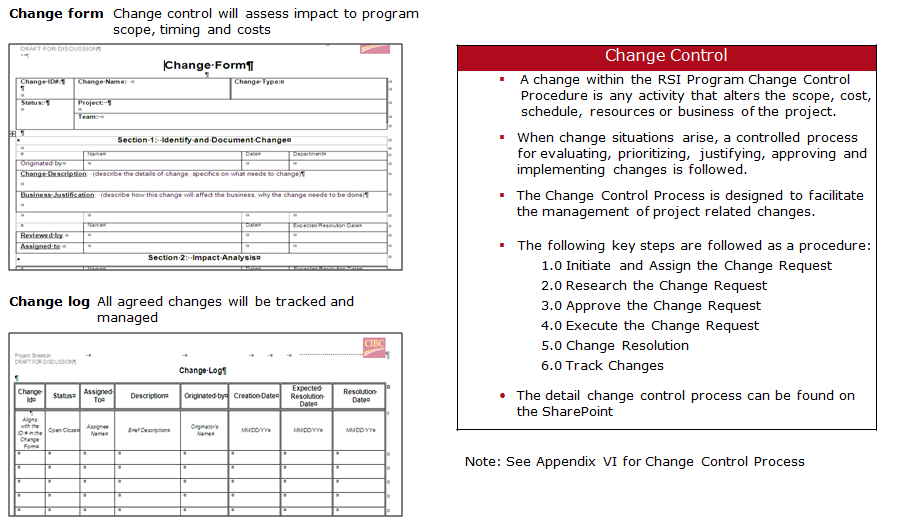 Change form Change control will assess impact to program
scope, timing and costs
DRAFT FOR DISCUSSION¶
Change·Form¶
Change·ID#:¶ Change·Name:·¤ Change·Type:¤
Status:·¶ Project:··¶
Team:¤
Section·1:··Identify·and·Document·Change¤
Name¤ Date¤ Department¤
Originated·by¤
Change·Description: (describe the details of change, specifics on what needs to change)¶
Business·Justification: (describe how this change will affect the business, why the change needs to be done)¶
Name¤ Date¤ Expected·Resolution·Date¤
Reviewed·by·¤
Assigned·to·¤
Section·2:··Impact·Analysis¤
Name¤ Date¤ Expected·Resolution·Date¤
Change log All agreed changes will be tracked and
managed
CIBC
Project Streetcar
DRAFT FOR DISCUSSION¶
Change·Log¶
Change·
Id¤ Status¤ Assigned·
To¤ Description¤ Originated·by¤ Creation·Date¤ Expected·
Resolution·
Date¤ Resolution·
Date¤
Aligns
with the
ID # in the
Change
Form¤ Open/Close¤ Assignee
Name¤ Brief Description¤ Originator's
Name¤ MM/DD/YY¤ MM/DD/YY¤ MM/DD/YY¤
Change Control
▪ A change within the RSI Program Change Control
Procedure is any activity that alters the scope, cost,
schedule, resources or business of the project.
▪ When change situations arise, a controlled process
for evaluating, prioritizing, justifying, approving and
implementing changes is followed.
▪ The Change Control Process is designed to facilitate
the management of project related changes.
▪ The following key steps are followed as a procedure:
1.0 Initiate and Assign the Change Request
2.0 Research the Change Request
3.0 Approve the Change Request
4.0 Execute the Change Request
5.0 Change Resolution
6.0 Track Changes
• The detail change control process can be found on
the SharePoint
Note: See Appendix VI for Change Control Process